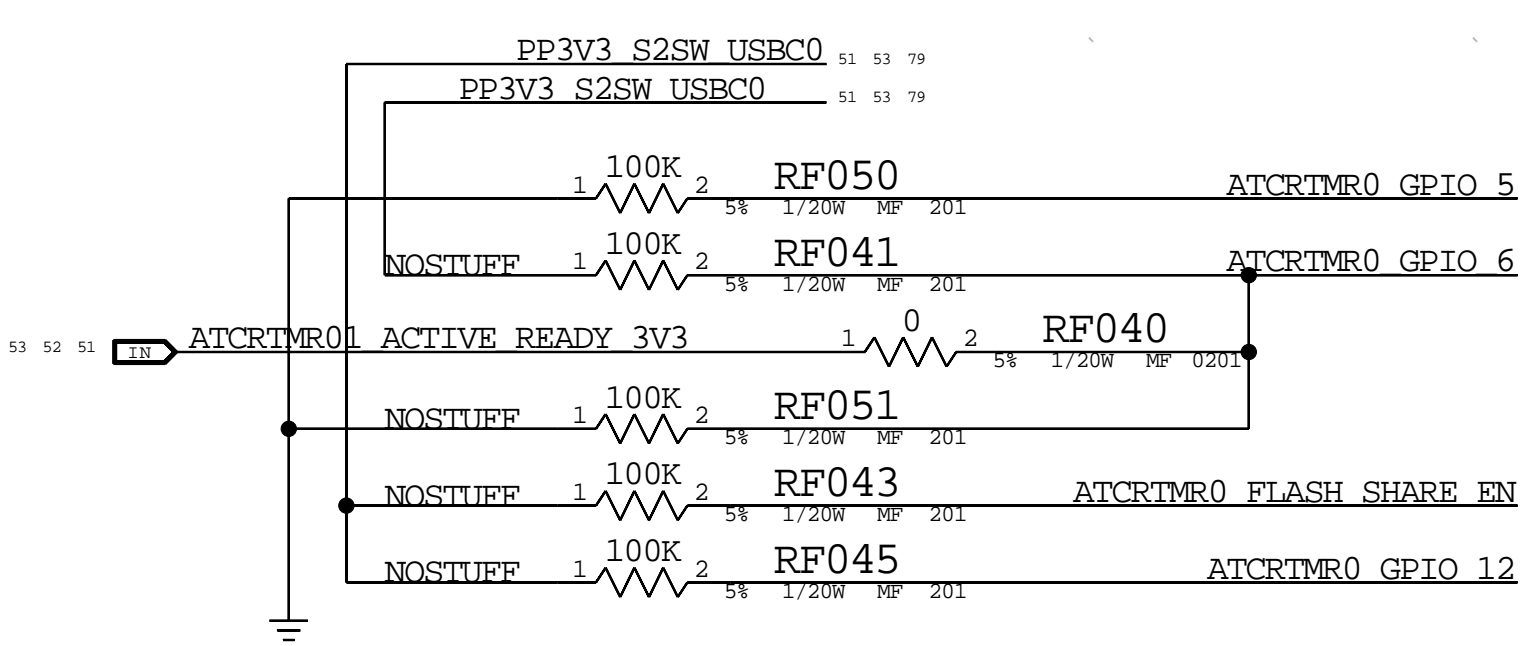 PP3V3_S2SW_USBC0 51 53 79
PP3V3_S2SW_USBC0 51 53 79
1 100K 2 RF050 ATCRTMR0_GPIO_5
5% 1/20W MF 201
NOSTUFF 1 100K 2 RF041 ATCRTMR0_GPIO_6
5% 1/20W MF 201
53 52 51 IN ATCRTMR01_ACTIVE_READY_3V3 1 0 2 RF040
5% 1/20W MF 0201
NOSTUFF 1 100K 2 RF051
5% 1/20W MF 201
NOSTUFF 1 100K 2 RF043 ATCRTMR0_FLASH_SHARE_EN
5% 1/20W MF 201
NOSTUFF 1 100K 2 RF045 ATCRTMR0_GPIO_12
5% 1/20W MF 201